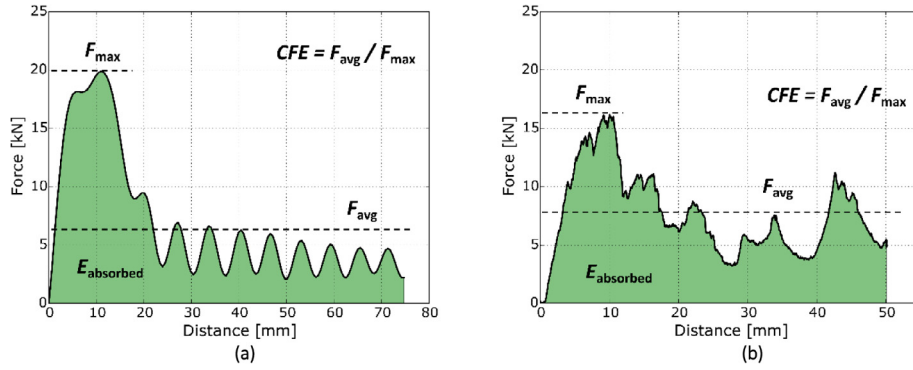 25
20
15
10
5
0
Force [kN]
F max
CFE = F avg / F max
F avg
E absorbed
0 10 20 30 40 50 60 70 80
Distance [mm]
(a)
25
20
15
10
5
0
Force [kN]
F max
CFE = F avg / F max
F avg
E absorbed
0 10 20 30 40 50
Distance [mm]
(b)